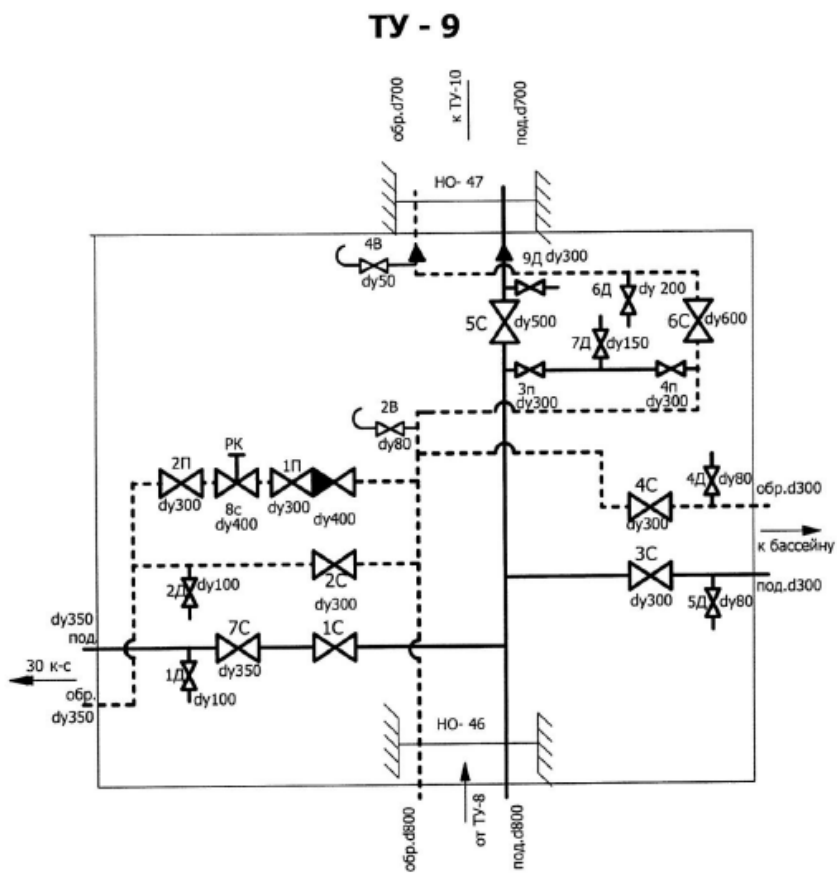 ТУ - 9
обр.d700
к ТУ-10
под.d700
НО- 47
4В
dy50
9Д dy300
6Д
dy 200
5С
dy500
6С
dy600
7Д
dy150
3п
dy300
4п
dy300
2В
dy80
2П
dy300
РК
8с
dy400
1П
dy300
dy400
4С
dy300
4Д
dy80
обр.d300
к бассейну
2С
dy300
2Д
dy100
3С
dy300
5Д
dy80
под.d300
dy350
под.
7С
dy350
1С
30 к-с
1Д
dy100
обр.
dy350
НО- 46
обр.d800
от ТУ-8
под.d800